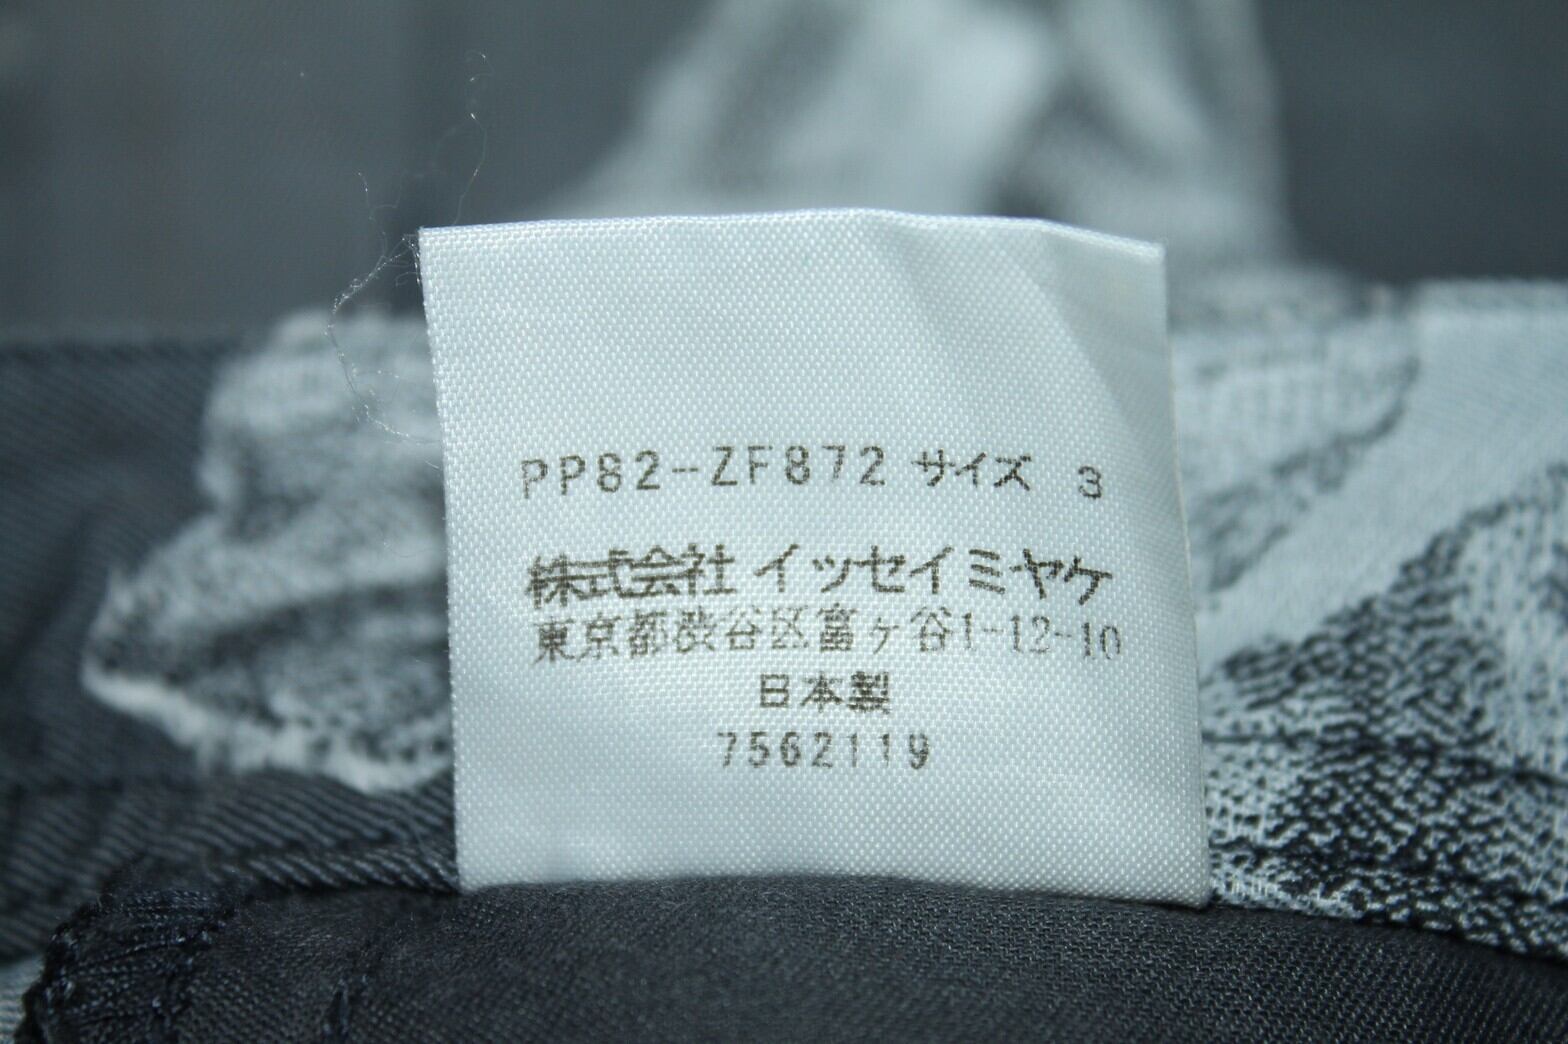 PP82-ZF872 サイズ 3
株式会社 イッセイミヤケ
東京都渋谷区富ヶ谷1-12-10
日本製
7562119